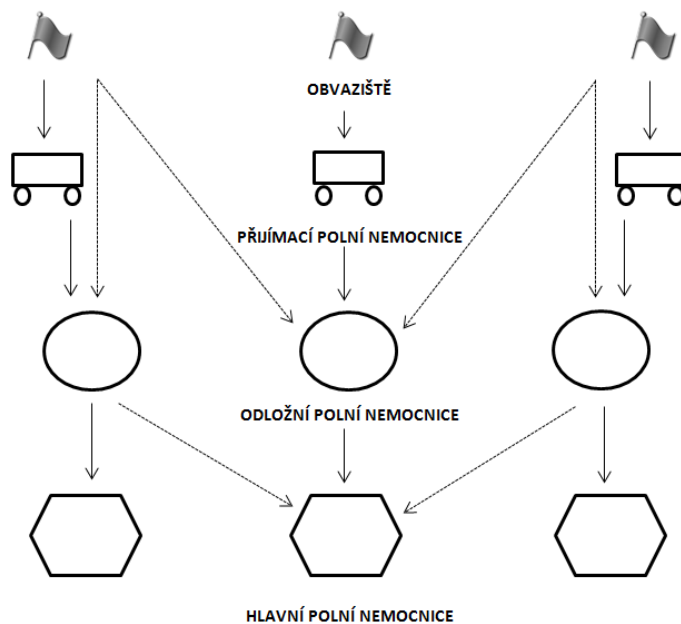 OBVAZIŠTĚ
PŘIJÍMACÍ POLNÍ NEMOCNICE
ODLOŽNÍ POLNÍ NEMOCNICE
HLAVNÍ POLNÍ NEMOCNICE